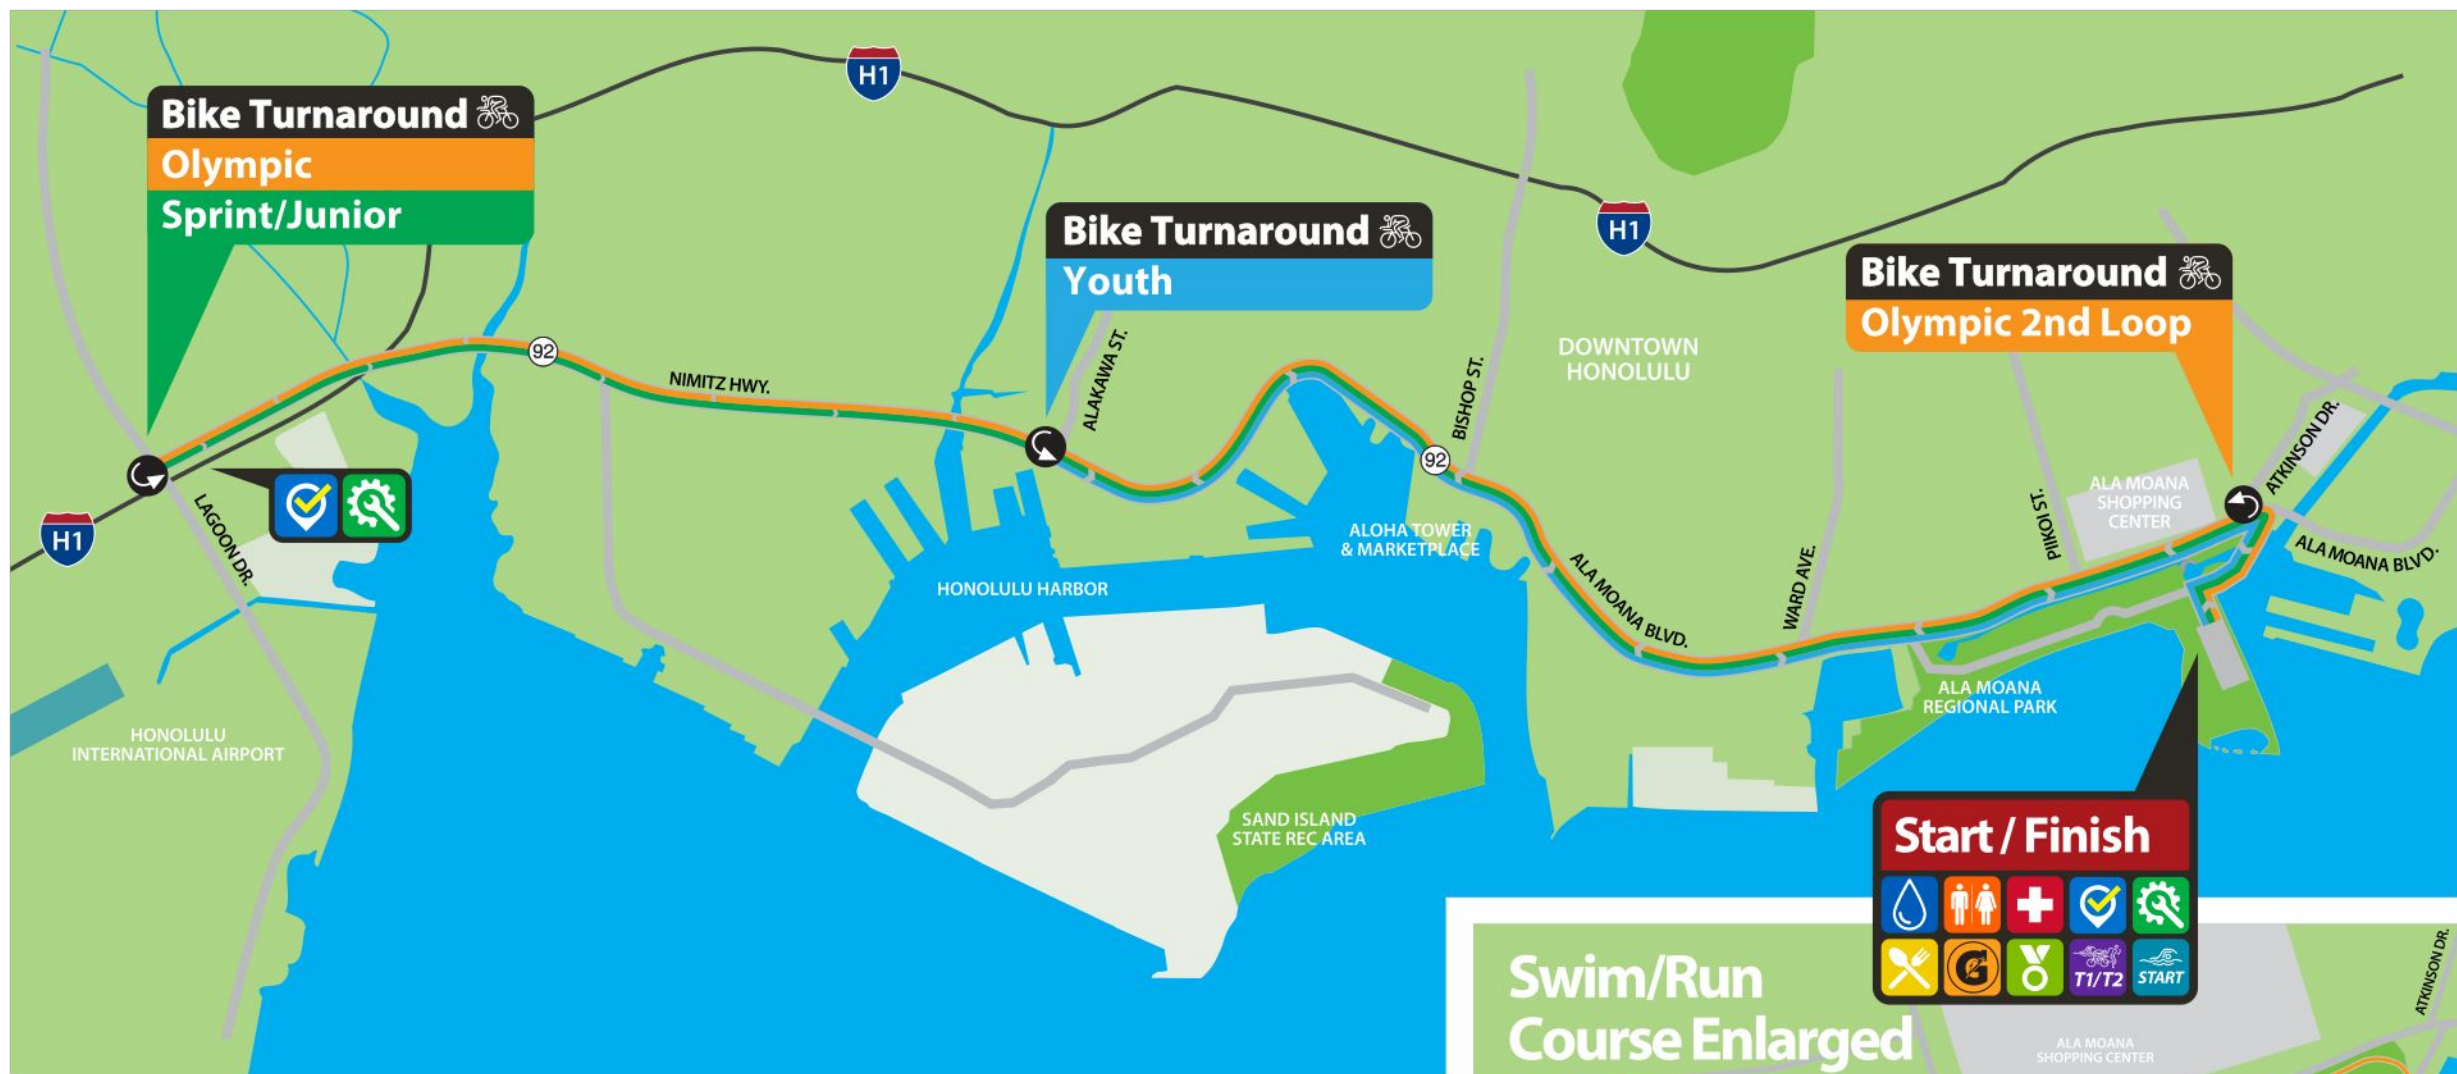 H1
Bike Turnaround
Olympic
Sprint/Junior
Bike Turnaround
Youth
H1
Bike Turnaround
Olympic 2nd Loop
92
NIMITZ HWY.
ALAKAWA ST.
BISHOP ST.
DOWNTOWN
HONOLULU
92
ATKINSON DR.
ALA MOANA
SHOPPING
CENTER
PIIKOI ST.
ALA MOANA BLVD.
H1
LAGOON DR.
ALOHA TOWER
& MARKETPLACE
HONOLULU HARBOR
ALA MOANA BLVD.
WARD AVE.
ALA MOANA
REGIONAL PARK
HONOLULU
INTERNATIONAL AIRPORT
SAND ISLAND
STATE REC AREA
Start / Finish
G
T1/T2
START
Swim/Run
Course Enlarged
ATKINSON DR.
ALA MOANA
SHOPPING CENTER